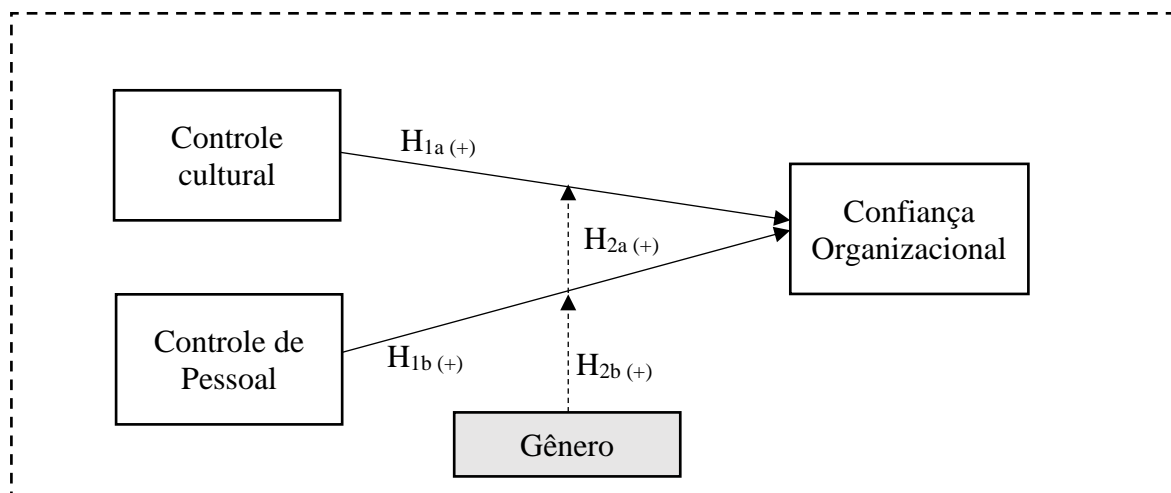 Controle
cultural
H1a (+)
Confiança
Organizacional
H2a (+)
Controle de
Pessoal
H1b (+)
H2b (+)
Gênero